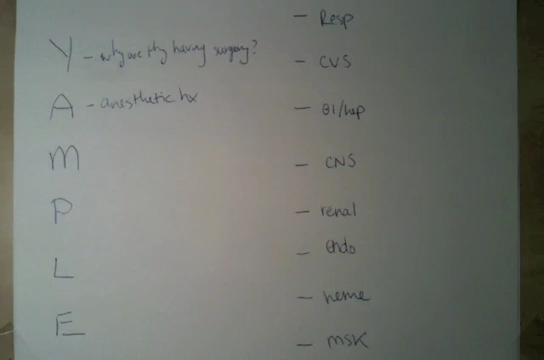 Y - why are they having surgery?
A - anesthetic hx
M
P
L
E
- Resp
- CVS
- GI/hep
- CNS
- renal
- endo
- heme
- MSK